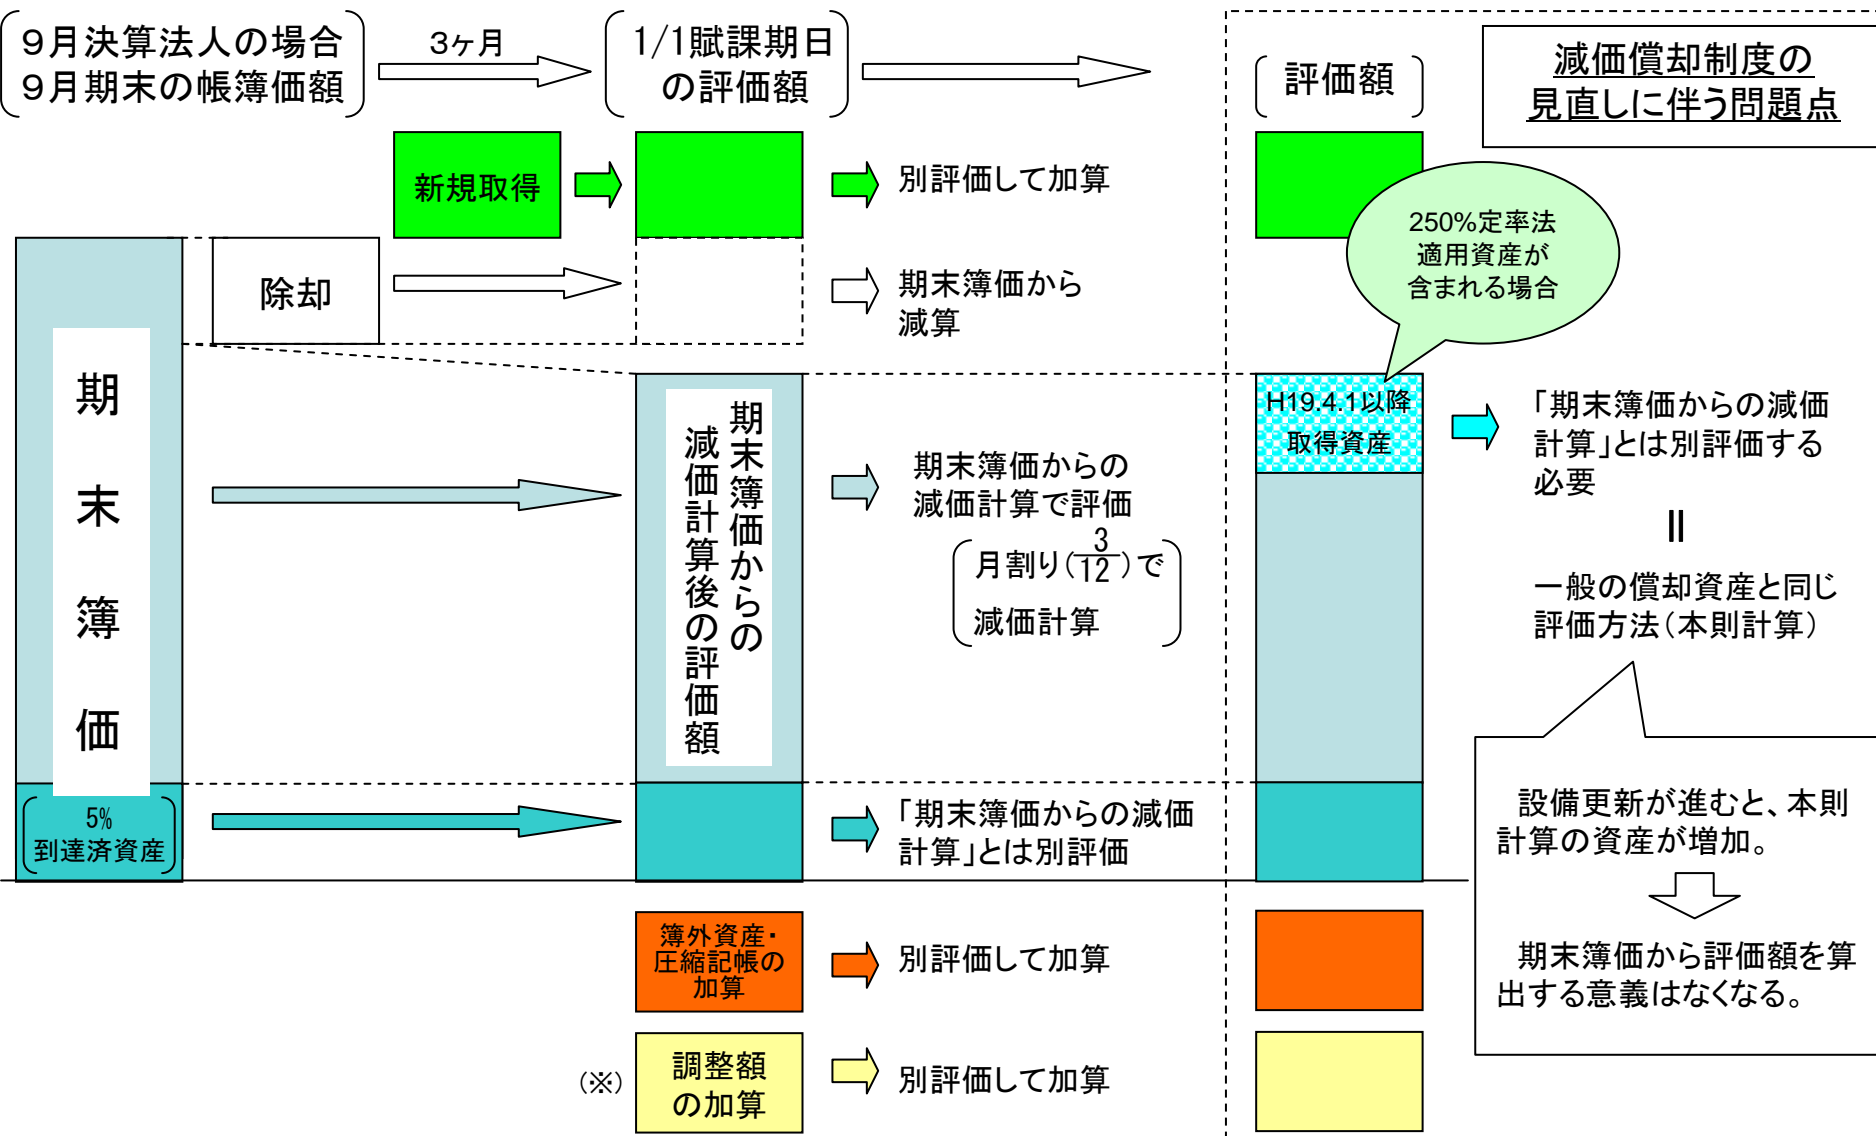 ９月決算法人の場合
９月期末の帳簿価額
3ヶ月
1/1賦課期日
の評価額
評価額
減価償却制度の
見直しに伴う問題点
新規取得
別評価して加算
250%定率法
適用資産が
含まれる場合
除却
期末簿価から
減算
期末簿価
期末簿価からの
減価計算後の評価額
期末簿価からの
減価計算で評価
月割り(3/12)で
減価計算
H19.4.1以降
取得資産
「期末簿価からの減価
計算」とは別評価する
必要
＝
一般の償却資産と同じ
評価方法(本則計算)
5%
到達済資産
「期末簿価からの減価
計算」とは別評価
設備更新が進むと、本則
計算の資産が増加。
期末簿価から評価額を算
出する意義はなくなる。
簿外資産・
圧縮記帳の
加算
別評価して加算
(※)
調整額
の加算
別評価して加算